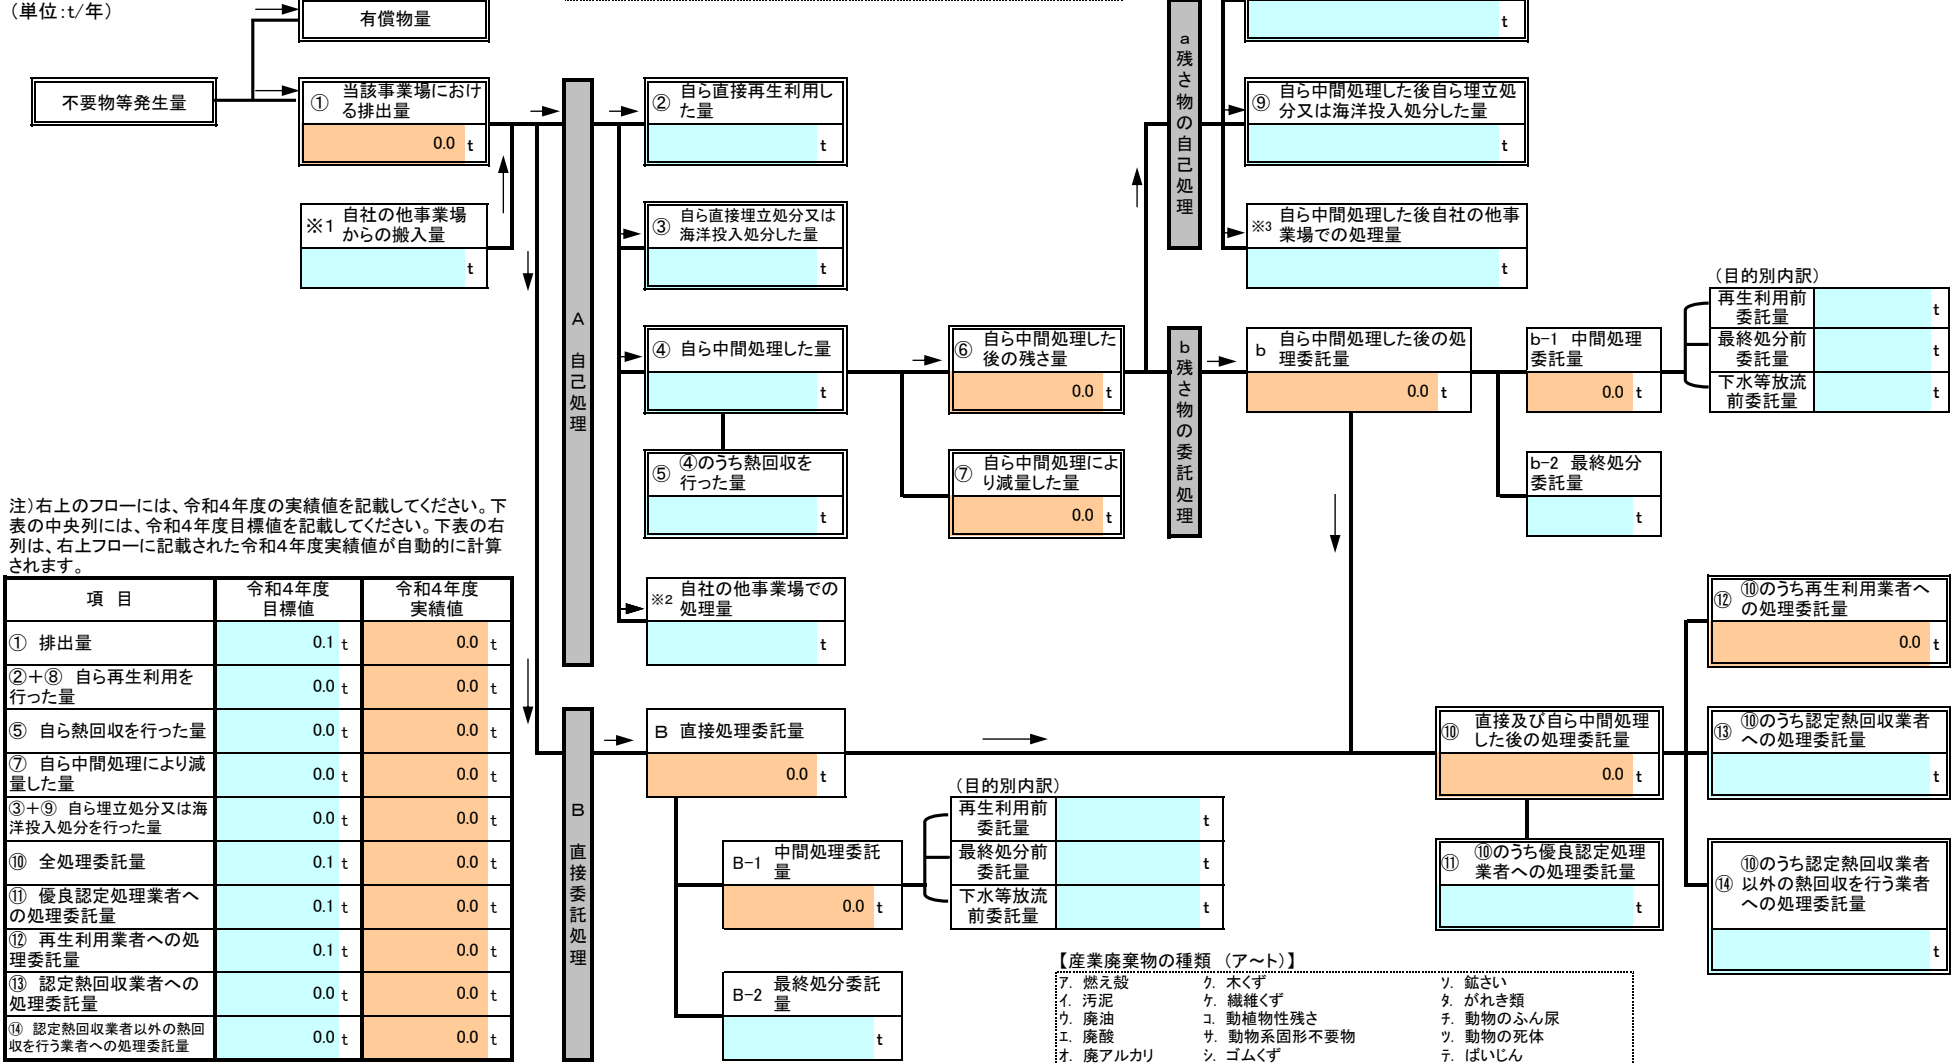 (単位:t/年)
有償物量
不要物等発生量
① 当該事業場におけ
る排出量
0.0 t
※1 自社の他事業場
からの搬入量
t
A
自己処理
② 自ら直接再生利用し
た量
t
③ 自ら直接埋立処分又は
海洋投入処分した量
t
④ 自ら中間処理した量
t
⑤ ④のうち熱回収を
行った量
t
※2 自社の他事業場での
処理量
t
⑥ 自ら中間処理した
後の残さ量
0.0 t
⑦ 自ら中間処理によ
り減量した量
0.0 t
a残さ物の自己処理
t
⑨ 自ら中間処理した後自ら埋立処
分又は海洋投入処分した量
t
※3 自ら中間処理した後自社の他事
業場での処理量
t
b残さ物の委託処理
b 自ら中間処理した後の処
理委託量
0.0 t
b-1 中間処理
委託量
0.0 t
(目的別内訳)
再生利用前
委託量 t
最終処分前
委託量 t
下水等放流
前委託量 t
b-2 最終処分
委託量
t
注)右上のフローには、令和4年度の実績値を記載してください。下
表の中央列には、令和4年度目標値を記載してください。下表の右
列は、右上フローに記載された令和4年度実績値が自動的に計算
されます。
項 目 令和4年度
目標値 令和4年度
実績値
① 排出量 0.1 t 0.0 t
②+⑧ 自ら再生利用を
行った量 0.0 t 0.0 t
⑤ 自ら熱回収を行った量 0.0 t 0.0 t
⑦ 自ら中間処理により減
量した量 0.0 t 0.0 t
③+⑨ 自ら埋立処分又は海
洋投入処分を行った量 0.0 t 0.0 t
⑩ 全処理委託量 0.1 t 0.0 t
⑪ 優良認定処理業者へ
の処理委託量 0.1 t 0.0 t
⑫ 再生利用業者への処
理委託量 0.1 t 0.0 t
⑬ 認定熱回収業者への
処理委託量 0.0 t 0.0 t
⑭ 認定熱回収業者以外の熱回
収を行う業者への処理委託量 0.0 t 0.0 t
B
直接委託処理
B 直接処理委託量
0.0 t
B-1 中間処理委託
量
0.0 t
(目的別内訳)
再生利用前
委託量 t
最終処分前
委託量 t
下水等放流
前委託量 t
B-2 最終処分委託
量
t
⑩ 直接及び自ら中間処理
した後の処理委託量
0.0 t
⑪ ⑩のうち優良認定処理
業者への処理委託量
t
⑫ ⑩のうち再生利用業者へ
の処理委託量
0.0 t
⑬ ⑩のうち認定熱回収業者
への処理委託量
t
⑭ ⑩のうち認定熱回収業者
以外の熱回収を行う業者
への処理委託量
t
【産業廃棄物の種類 (ア~ト)】
ア. 燃え殻 ク. 木くず ソ. 鉱さい
イ. 汚泥 ケ. 繊維くず タ. がれき類
ウ. 廃油 コ. 動植物性残さ チ. 動物のふん尿
エ. 廃酸 サ. 動物系固形不要物 ツ. 動物の死体
オ. 廃アルカリ シ. ゴムくず テ. ばいじん